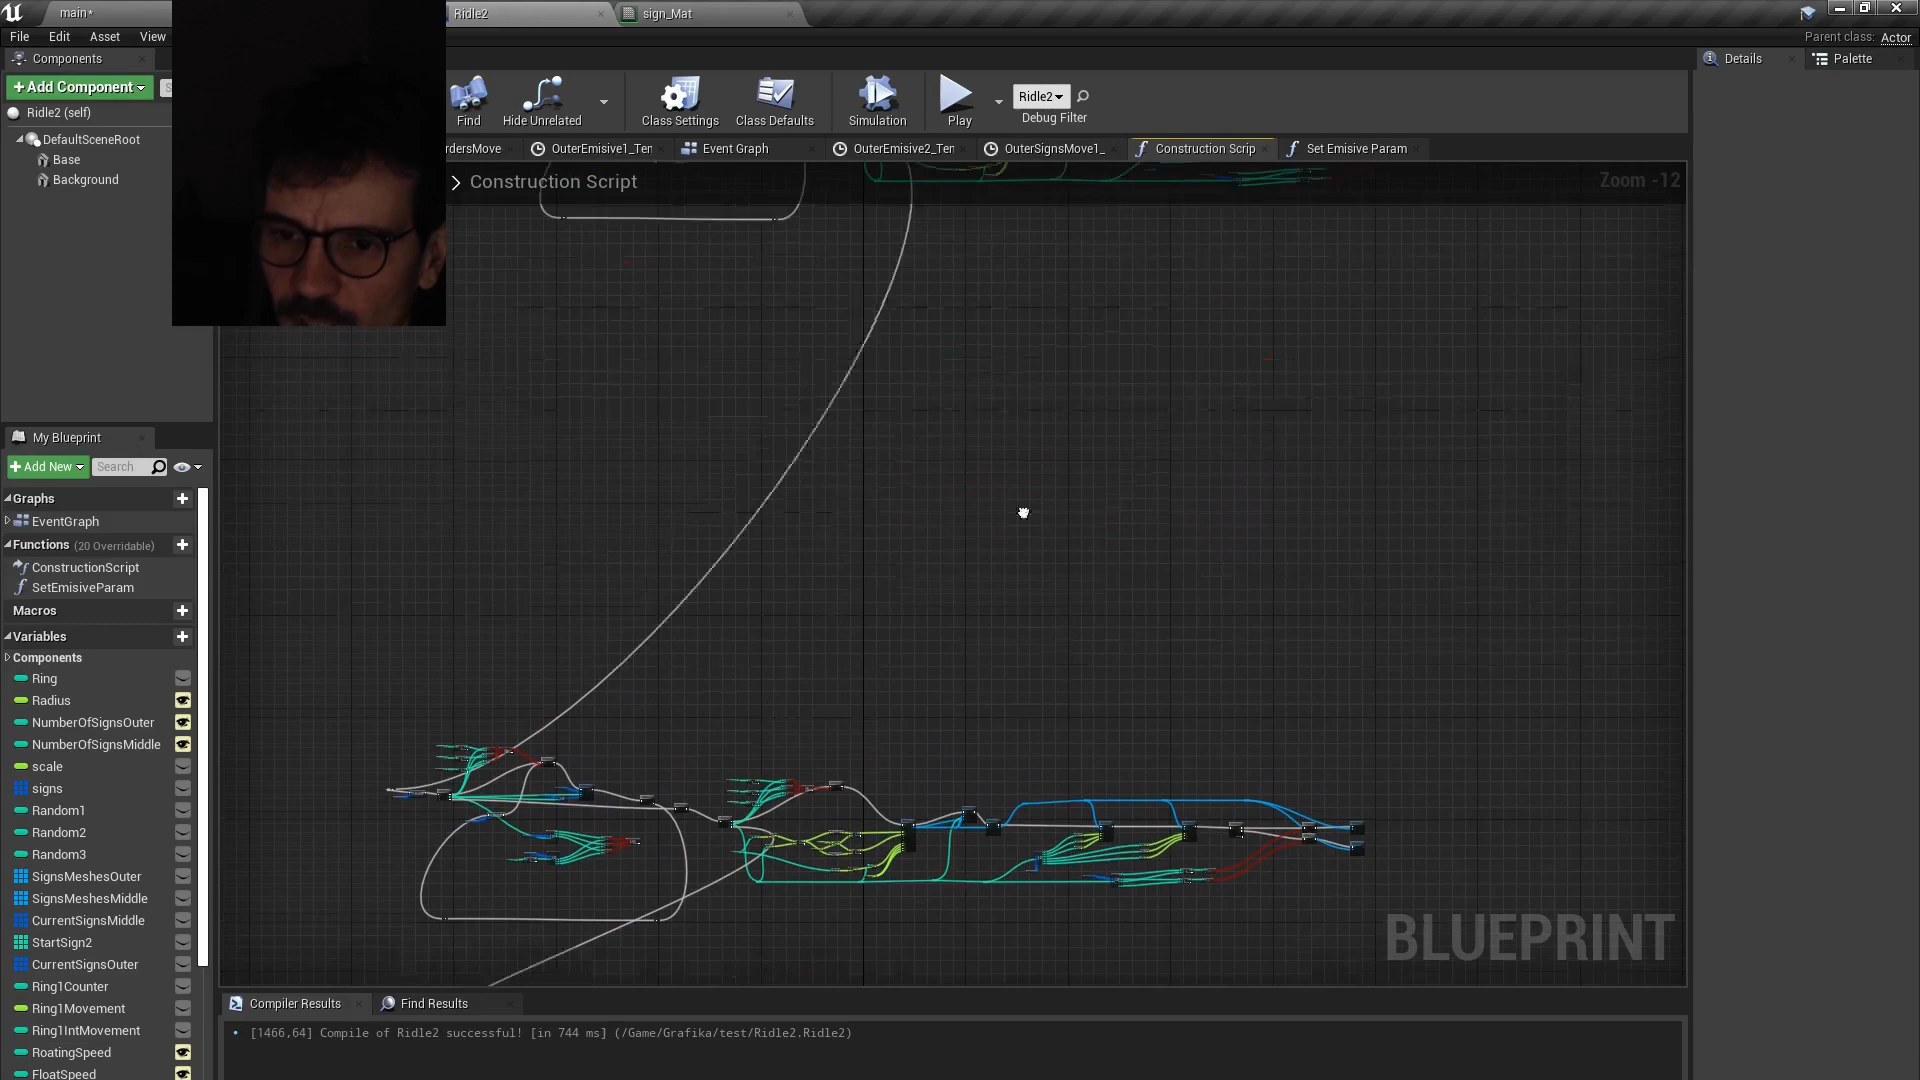 main*
Ridle2
sign_Mat
File
Edit
Asset
View
Parent class: Actor
Components
Details
Palette
+ Add Component
Ridle2 (self)
DefaultSceneRoot
Base
Background
Find
Hide Unrelated
Class Settings
Class Defaults
Simulation
Play
Ridle2
Debug Filter
rdersMove
OuterEmisive1_Ten
Event Graph
OuterEmisive2_Ten
OuterSignsMove1_
Construction Scrip
Set Emisive Param
Construction Script
Zoom -12
My Blueprint
+ Add New
Search
Graphs
EventGraph
Functions (20 Overridable)
ConstructionScript
SetEmisiveParam
Macros
Variables
Components
Ring
Radius
NumberOfSignsOuter
NumberOfSignsMiddle
scale
signs
Random1
Random2
Random3
SignsMeshesOuter
SignsMeshesMiddle
CurrentSignsMiddle
StartSign2
CurrentSignsOuter
Ring1Counter
Ring1Movement
Ring1IntMovement
RoatingSpeed
FloatSpeed
BLUEPRINT
Compiler Results
Find Results
[1466,64] Compile of Ridle2 successful! [in 744 ms] (/Game/Grafika/test/Ridle2.Ridle2)